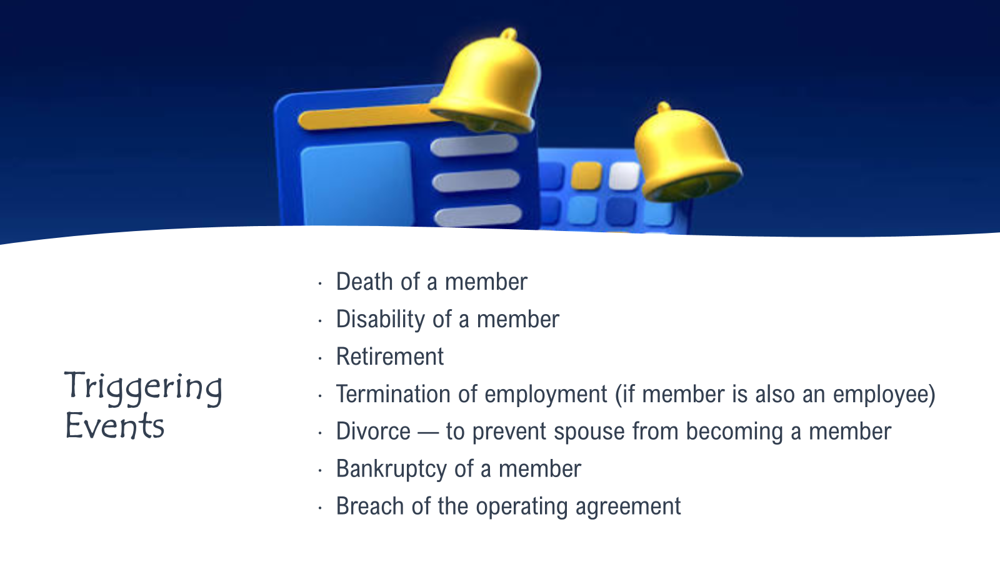 Triggering
Events
· Death of a member
· Disability of a member
· Retirement
· Termination of employment (if member is also an employee)
· Divorce — to prevent spouse from becoming a member
· Bankruptcy of a member
· Breach of the operating agreement